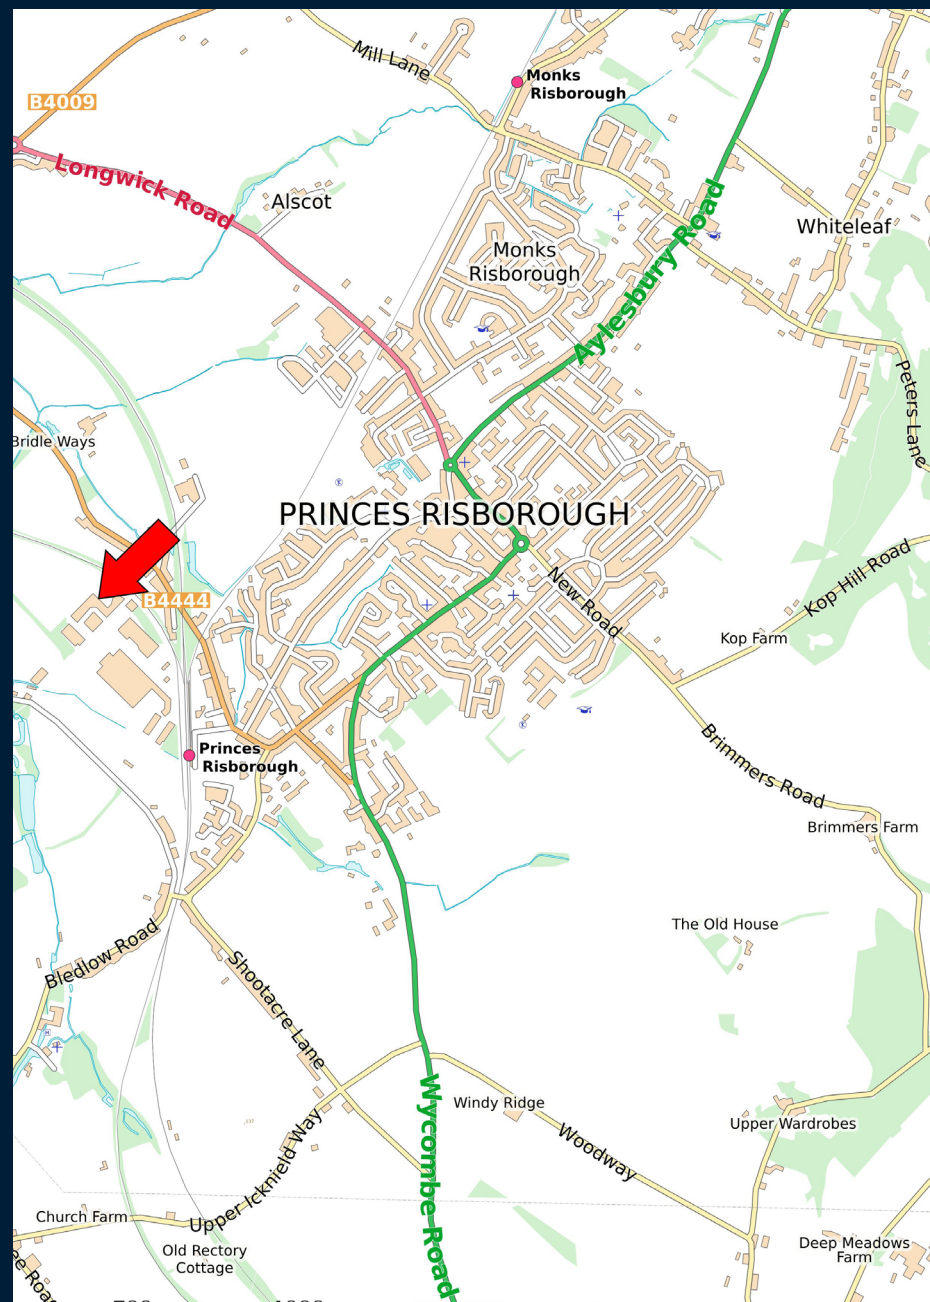 Mill Lane
Monks
Risborough
B4009
Longwick Road
Alscot
Aylesbury Road
Whiteleaf
Monks
Risborough
Peters Lane
Bridle Ways
PRINCES RISBOROUGH
Kop Hill Road
New Road
B4444
Kop Farm
Princes
Risborough
Brimmers Road
Brimmers Farm
The Old House
Bledlow Road
Shootacre Lane
Wycombe Road
Windy Ridge
Upper Wardrobes
Woodway
Upper Icknield Way
Church Farm
Old Rectory
Cottage
Deep Meadows
Farm